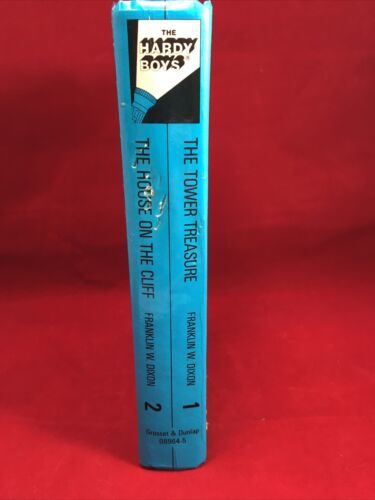 THE
HARDY
BOYS®
THE TOWER TREASURE FRANKLIN W. DIXON 1
THE HOUSE ON THE CLIFF FRANKLIN W. DIXON 2
Grosset & Dunlap
08964-5